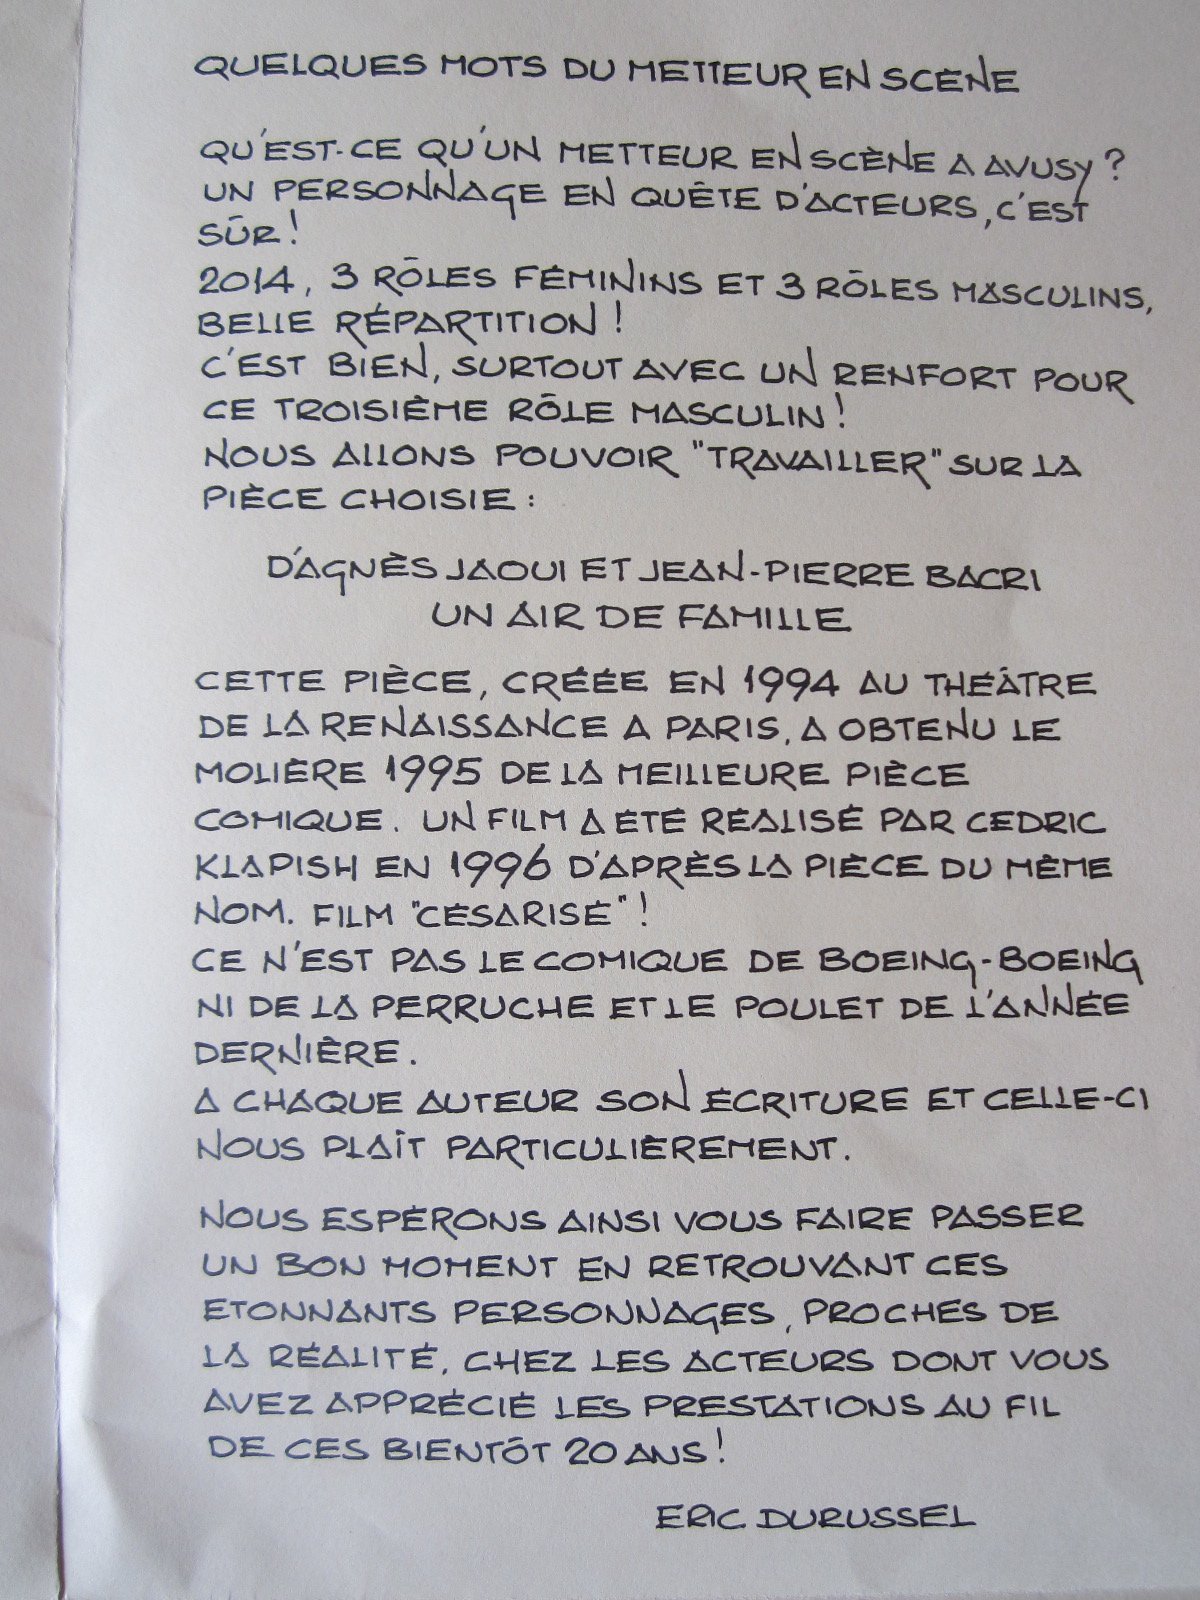 QUELQUES MOTS DU METTEUR EN SCÈNE
QU'EST-CE QU'UN METTEUR EN SCÈNE A AVUSY ?
UN PERSONNAGE EN QUÊTE D'ACTEURS, C'EST
SÛR !
2014, 3 RÔLES FÉMININS ET 3 RÔLES MASCULINS,
BELLE RÉPARTITION !
C'EST BIEN, SURTOUT AVEC UN RENFORT POUR
CE TROISIÈME RÔLE MASCULIN !
NOUS ALLONS POUVOIR "TRAVAILLER" SUR LA
PIÈCE CHOISIE :
D'AGNÈS JAOUI ET JEAN-PIERRE BACRI
UN AIR DE FAMILLE
CETTE PIÈCE, CRÉÉE EN 1994 AU THÉÂTRE
DE LA RENAISSANCE A PARIS, A OBTENU LE
MOLIÈRE 1995 DE LA MEILLEURE PIÈCE
COMIQUE. UN FILM A ÉTÉ RÉALISÉ PAR CEDRIC
KLAPISH EN 1996 D'APRÈS LA PIÈCE DU MÊME
NOM. FILM "CÉSARISÉ" !
CE N'EST PAS LE COMIQUE DE BOEING-BOEING
NI DE LA PERRUCHE ET LE POULET DE L'ANNÉE
DERNIÈRE.
A CHAQUE AUTEUR SON ÉCRITURE ET CELLE-CI
NOUS PLAÎT PARTICULIÈREMENT.
NOUS ESPÉRONS AINSI VOUS FAIRE PASSER
UN BON MOMENT EN RETROUVANT CES
ETONNANTS PERSONNAGES, PROCHES DE
LA RÉALITÉ, CHEZ LES ACTEURS DONT VOUS
AVEZ APPRÉCIÉ LES PRESTATIONS AU FIL
DE CES BIENTÔT 20 ANS !
ERIC DURUSSEL